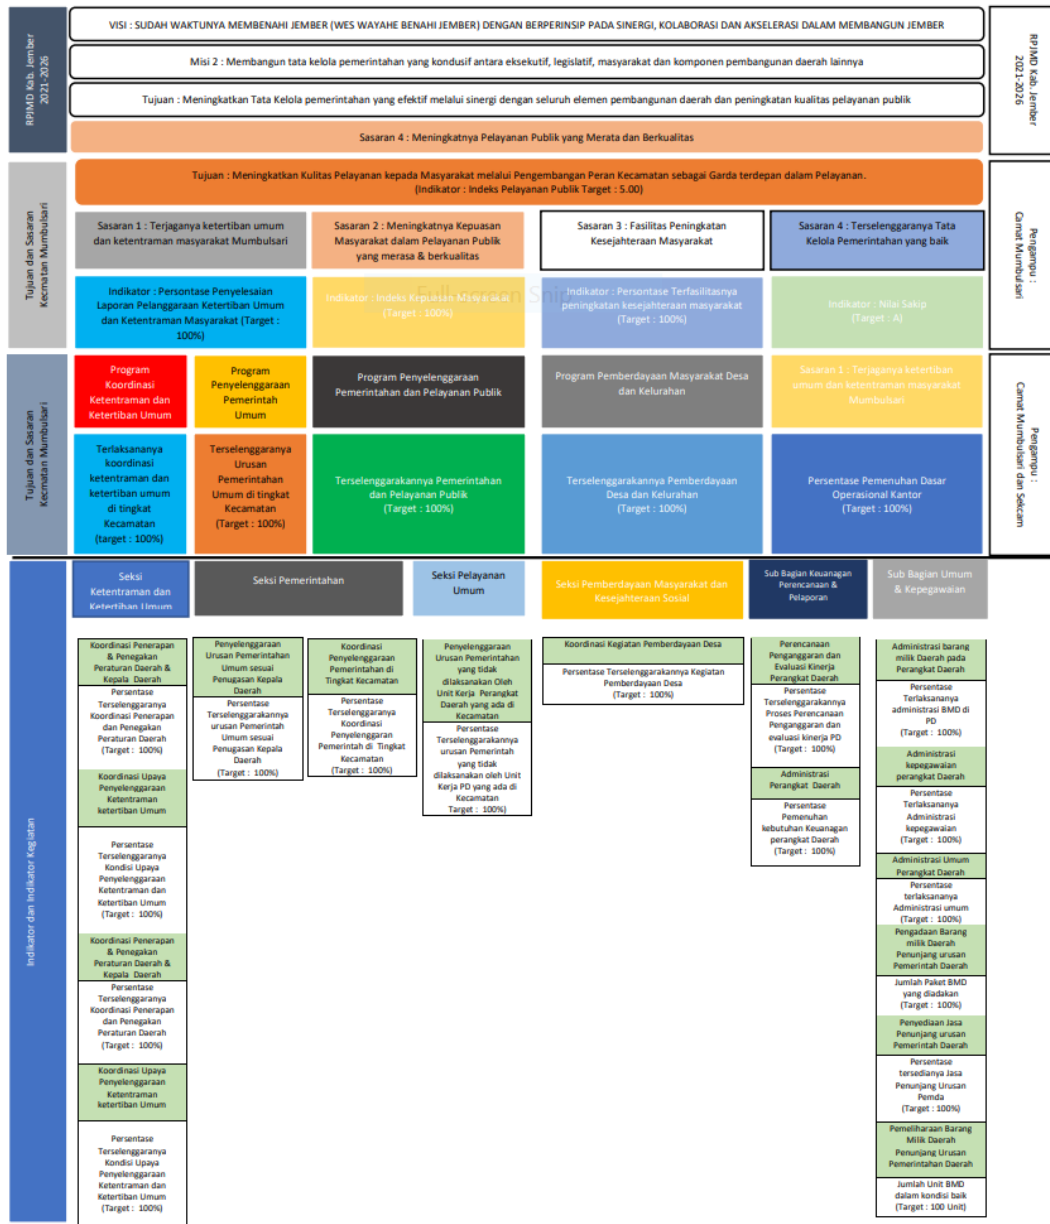 RPJMD Kab. Jember
2021-2026
VISI : SUDAH WAKTUNYA MEMBENAHI JEMBER (WES WAYAHE BENAHI JEMBER) DENGAN BERPERINSIP PADA SINERGI, KOLABORASI DAN AKSELERASI DALAM MEMBANGUN JEMBER
Misi 2 : Membangun tata kelola pemerintahan yang kondusif antara eksekutif, legislatif, masyarakat dan komponen pembangunan daerah lainnya
Tujuan : Meningkatkan Tata Kelola pemerintahan yang efektif melalui sinergi dengan seluruh elemen pembangunan daerah dan peningkatan kualitas pelayanan publik
Sasaran 4 : Meningkatnya Pelayanan Publik yang Merata dan Berkualitas
RPJMD Kab. Jember
2021-2026
Tujuan dan Sasaran
Kecmatan Mumbulsari
Tujuan : Meningkatkan Kulitas Pelayanan kepada Masyarakat melalui Pengembangan Peran Kecamatan sebagai Garda terdepan dalam Pelayanan.
(Indikator : Indeks Pelayanan Publik Target : 5.00)
Sasaran 1 : Terjaganya ketertiban umum
dan ketentraman masyarakat Mumbulsari
Sasaran 2 : Meningkatnya Kepuasan
Masyarakat dalam Pelayanan Publik
yang merasa & berkualitas
Sasaran 3 : Fasilitas Peningkatan
Kesejahteraan Masyarakat
Sasaran 4 : Terselenggaranya Tata
Kelola Pemerintahan yang baik
Indikator : Persontase Penyelesaian
Laporan Pelanggaraan Ketertiban Umum
dan Ketentraman Masyarakat (Target :
100%)
Indikator : Indeks Kepuasan Masyarakat
(Target : 100%)
Full-screen Snip
Indikator : Persontase Terfasilitasnya
peningkatan kesejahteraan masyarakat
(Target : 100%)
Indikator : Nilai Sakip
(Target : A)
Pengampu :
Camat Mumbulsari
Tujuan dan Sasaran
Kecmatan Mumbulsari
Program
Koordinasi
Ketentraman dan
Ketertiban Umum
Program
Penyelenggaraan
Pemerintah
Umum
Program Penyelenggaraan
Pemerintahan dan Pelayanan Publik
Program Pemberdayaan Masyarakat Desa
dan Kelurahan
Sasaran 1 : Terjaganya ketertiban
umum dan ketentraman masyarakat
Mumbulsari
Terlaksananya
koordinasi
ketentraman dan
ketertiban umum
di tingkat
Kecamatan
(target : 100%)
Terselenggaranya
Urusan
Pemerintahan
Umum di tingkat
Kecamatan
(Target : 100%)
Terselenggarakannya Pemerintahan
dan Pelayanan Publik
(Target : 100%)
Terselenggarakannya Pemberdayaan
Desa dan Kelurahan
(Target : 100%)
Persentase Pemenuhan Dasar
Operasional Kantor
(Target : 100%)
Pengampu :
Camat Mumbulsari dan Sekcam
Indikator dan Indikator Kegiatan
Seksi
Ketentraman dan
Ketertiban Umum
Seksi Pemerintahan
Seksi Pelayanan
Umum
Seksi Pemberdayaan Masyarakat dan
Kesejahteraan Sosial
Sub Bagian Keuanagan
Perencanaan &
Pelaporan
Sub Bagian Umum
& Kepegawaian
Koordinasi Penerapan
& Penegakan
Peraturan Daerah &
Kepala Daerah
Persentase
Terselenggaranya
Koordinasi Penerapan
dan Penegakan
Peraturan Daerah
(Target : 100%)
Koordinasi Upaya
Penyelenggaraan
Ketentraman
ketertiban Umum
Persentase
Terselenggaranya
Kondisi Upaya
Penyelenggaraan
Ketentraman dan
Ketertiban Umum
(Target : 100%)
Koordinasi Penerapan
& Penegakan
Peraturan Daerah &
Kepala Daerah
Persentase
Terselenggaranya
Koordinasi Penerapan
dan Penegakan
Peraturan Daerah
(Target : 100%)
Koordinasi Upaya
Penyelenggaraan
Ketentraman
ketertiban Umum
Persentase
Terselenggaranya
Kondisi Upaya
Penyelenggaraan
Ketentraman dan
Ketertiban Umum
(Target : 100%)
Penyelenggaraan
Urusan Pemerintahan
Umum sesuai
Penugasan Kepala
Daerah
Persentase
Terselenggarakannya
urusan Pemerintah
Umum sesuai
Penugasan Kepala
Daerah
(Target : 100%)
Koordinasi
Penyelenggaraan
Pemerintahan di
Tingkat Kecamatan
Persentase
Terselenggaranya
Koordinasi
Penyelenggaran
Pemerintah di Tingkat
Kecamatan
(Target : 100%)
Penyelenggaraan
Urusan Pemerintahan
yang tidak
dilaksanakan Oleh
Unit Kerja Perangkat
Daerah yang ada di
Kecamatan
Persentase
Terselenggarakannya
urusan Pemerintah
yang tidak
dilaksanakan oleh Unit
Kerja PD yang ada di
Kecamatan
Target : 100%)
Koordinasi Kegiatan Pemberdayaan Desa
Persentase Terselenggarakannya Kegiatan
Pemberdayaan Desa
(Target : 100%)
Perencanaan
Penganggaran dan
Evaluasi Kinerja
Perangkat Daerah
Persentase
Terselenggarakannya
Proses Perencanaan
Penganggaran dan
evaluasi kinerja PD
(Target : 100%)
Administrasi
Perangkat Daerah
Persentase
Pemenuhan
kebutuhan Keuanagan
perangkat Daerah
(Target : 100%)
Administrasi barang
milik Daerah pada
Perangkat Daerah
Persentase
Terlaksananya
administrasi BMD di
PD
(Target : 100%)
Administrasi
kepegawaian
perangkat Daerah
Persentase
Terlaksananya
Administrasi
kepegawaian
(Target : 100%)
Administrasi Umum
Perangkat Daerah
Persentase
terlaksananya
Administrasi umum
(Target : 100%)
Pengadaan Barang
milik Daerah
Penunjang urusan
Pemerintah Daerah
Jumlah Paket BMD
yang diadakan
(Target : 100%)
Penyediaan Jasa
Penunjang urusan
Pemerintah Daerah
Persentase
tersedianya Jasa
Penunjang Urusan
Pemda
(Target : 100%)
Pemeliharaan Barang
Milik Daerah
Penunjang Urusan
Pemerintahan Daerah
Jumlah Unit BMD
dalam kondisi baik
(Target : 100 Unit)